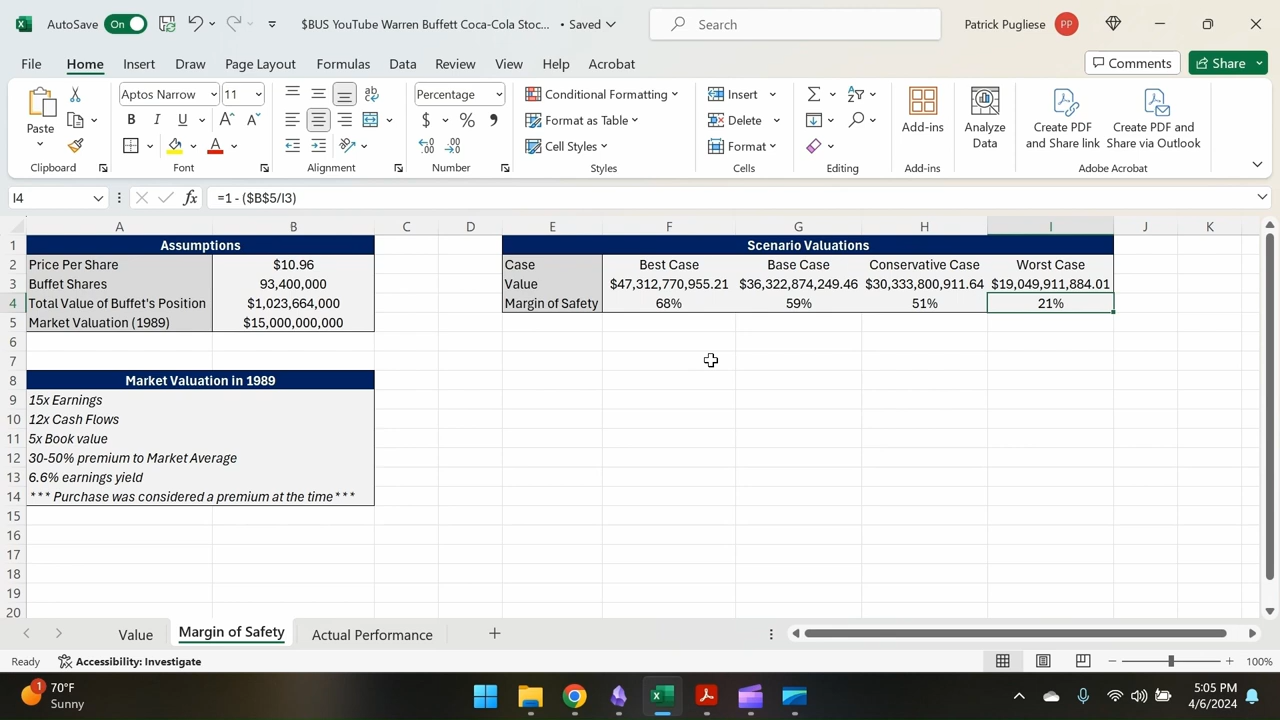 AutoSave On $BUS YouTube Warren Buffett Coca-Cola Stoc... • Saved Search Patrick Pugliese PP
File Home Insert Draw Page Layout Formulas Data Review View Help Acrobat Comments Share
Aptos Narrow 11 Percentage Conditional Formatting Insert
Paste B I U $ % Format as Table Delete Add-ins Analyze Data Create PDF and Share link Create PDF and Share via Outlook
Cell Styles Format
Clipboard Font Alignment Number Styles Cells Editing Add-ins Adobe Acrobat
I4 fx =1 - ($B$5/I3)
A B C D E F G H I J K
1 Assumptions Scenario Valuations
2 Price Per Share $10.96 Case Best Case Base Case Conservative Case Worst Case
3 Buffet Shares 93,400,000 Value $47,312,770,955.21 $36,322,874,249.46 $30,333,800,911.64 $19,049,911,884.01
4 Total Value of Buffet's Position $1,023,664,000 Margin of Safety 68% 59% 51% 21%
5 Market Valuation (1989) $15,000,000,000
6
7
8 Market Valuation in 1989
9 15x Earnings
10 12x Cash Flows
11 5x Book value
12 30-50% premium to Market Average
13 6.6% earnings yield
14 *** Purchase was considered a premium at the time***
15
16
17
18
19
20
Value Margin of Safety Actual Performance
Ready Accessibility: Investigate 100%
1 70°F 5:05 PM
Sunny 4/6/2024